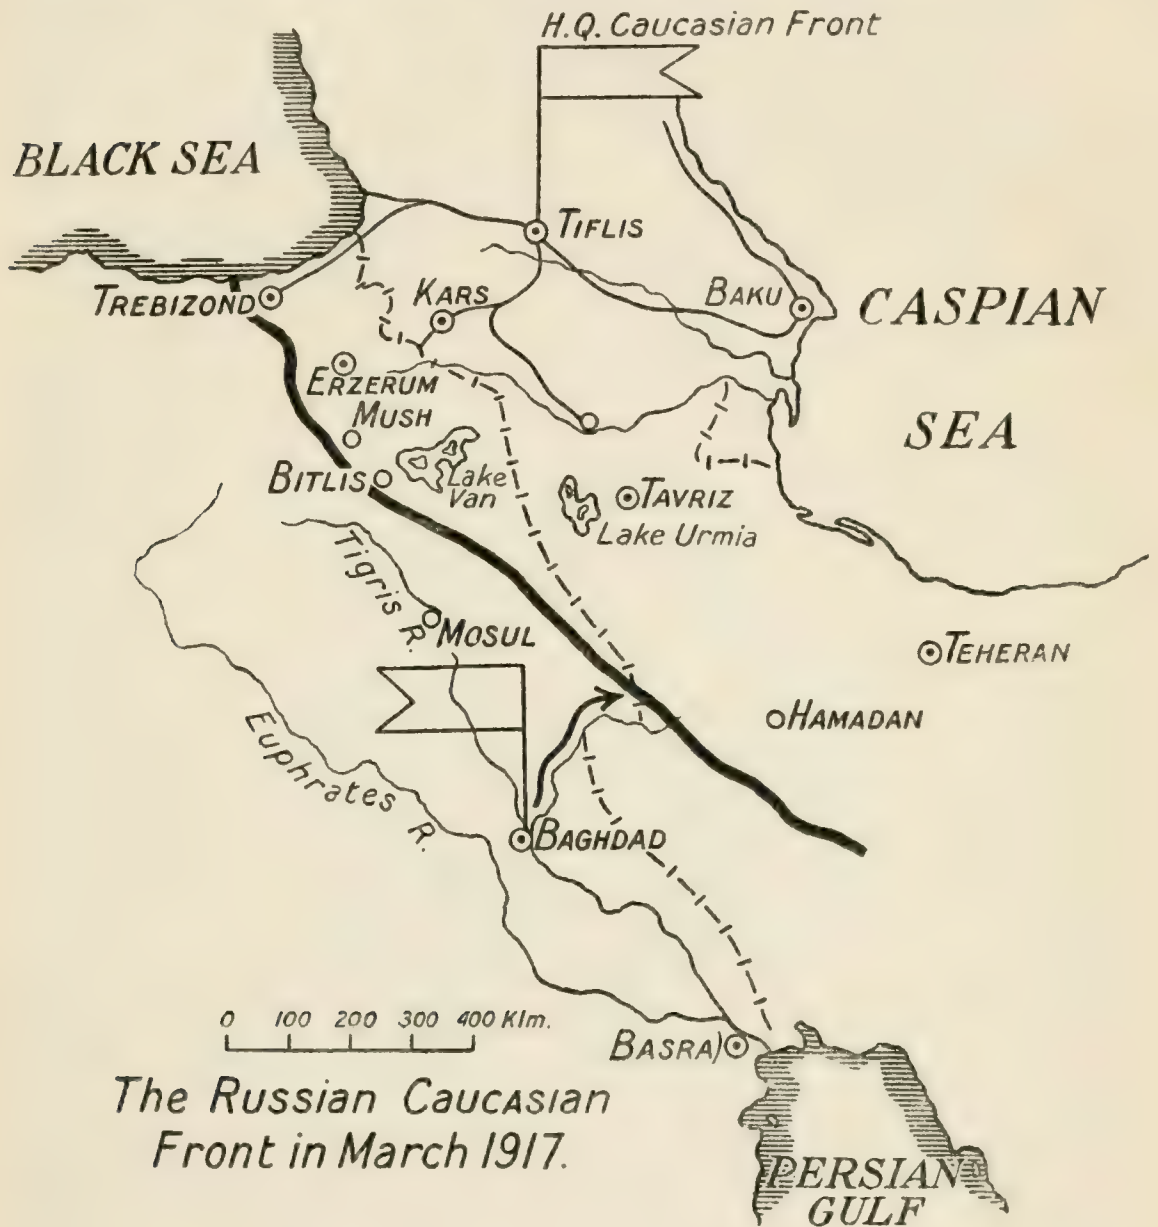 H.Q. Caucasian Front
BLACK SEA
TIFLIS
TREBIZOND
KARS
BAKU
CASPIAN
SEA
ERZERUM
MUSH
BITLIS
Lake
Van
TAVRIZ
Lake Urmia
Tigris R.
MOSUL
TEHERAN
HAMADAN
Euphrates R.
BAGHDAD
0 100 200 300 400 Klm.
BASRA
The Russian Caucasian
Front in March 1917.
PERSIAN
GULF